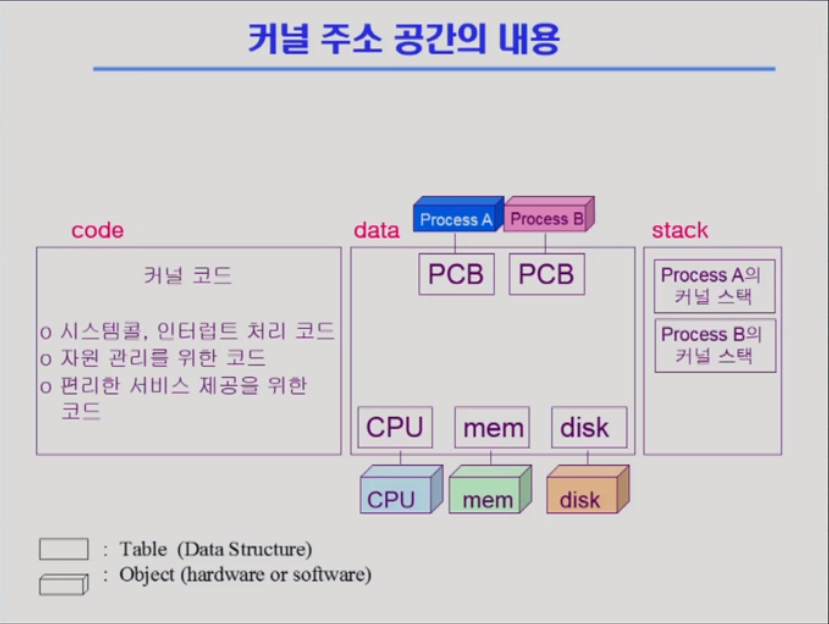 커널 주소 공간의 내용
code
커널 코드
o 시스템콜, 인터럽트 처리 코드
o 자원 관리를 위한 코드
o 편리한 서비스 제공을 위한
코드
data
Process A
Process B
PCB
PCB
CPU
mem
disk
CPU
mem
disk
stack
Process A의
커널 스택
Process B의
커널 스택
: Table (Data Structure)
: Object (hardware or software)